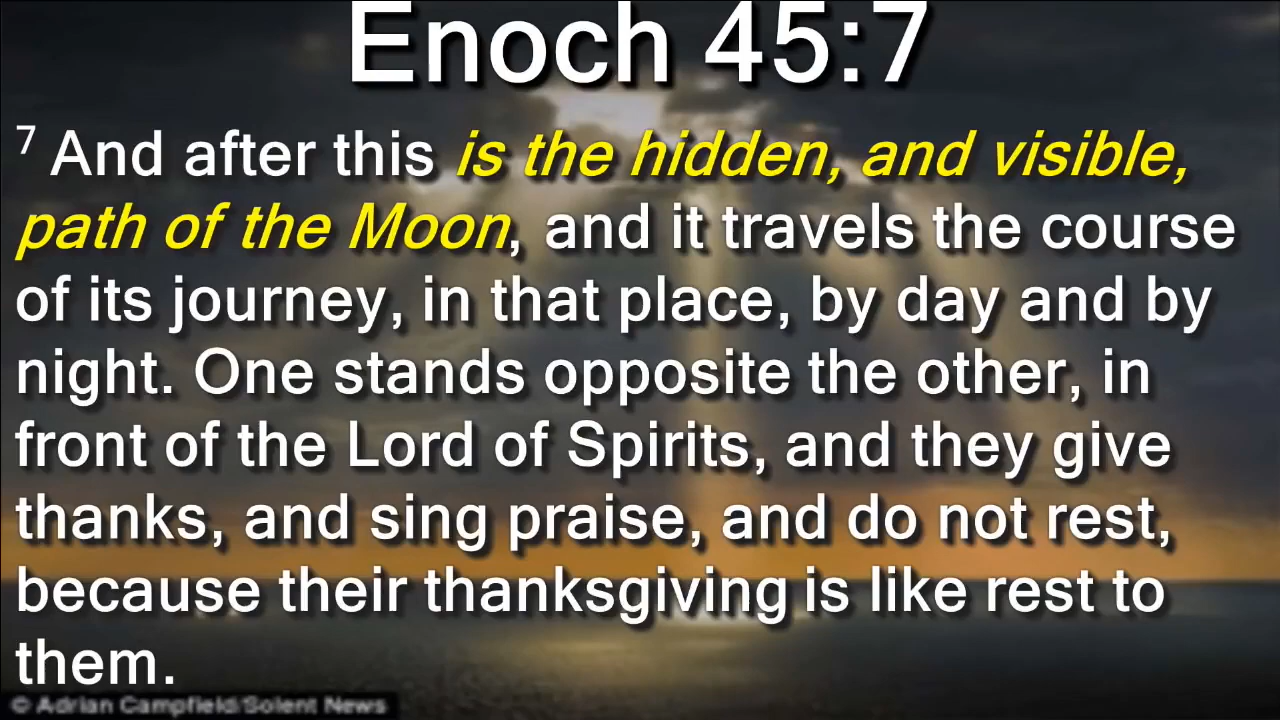 Enoch 45:7
7 And after this is the hidden, and visible,
path of the Moon, and it travels the course
of its journey, in that place, by day and by
night. One stands opposite the other, in
front of the Lord of Spirits, and they give
thanks, and sing praise, and do not rest,
because their thanksgiving is like rest to
them.
© Adrian Campfield/Solent News